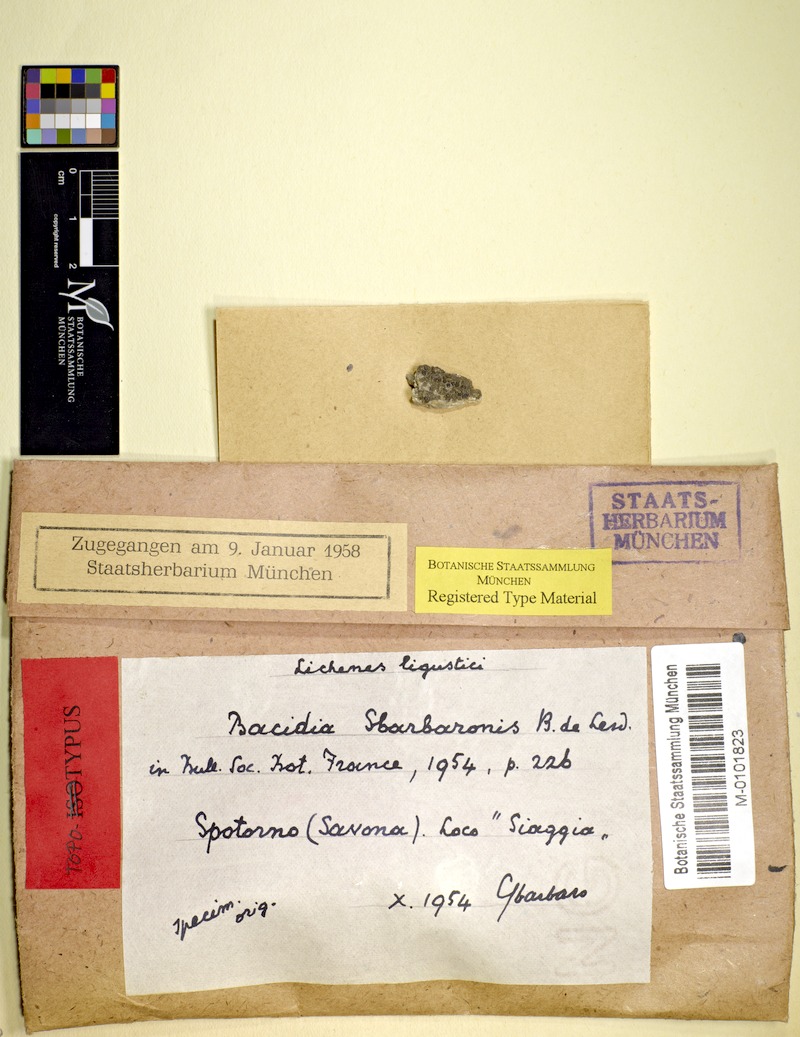 0 1 2
cm
copyright reserved
M
BOTANISCHE
STAATSSAMMLUNG
MÜNCHEN
STAATS-
HERBARIUM
MÜNCHEN
Zugegangen am 9. Januar 1958
Staatsherbarium München
BOTANISCHE STAATSSAMMLUNG
MÜNCHEN
Registered Type Material
ISOTYPUS
Lichenes ligustici
Bacidia Sbarbaronis B. de Lesd.
in Bull. Soc. Bot. France, 1954, p. 226
Spotorno (Savona). Loco "Siaggia"
X. 1954 Sbarbaro
specim. orig.
Botanische Staatssammlung München
M-0101823